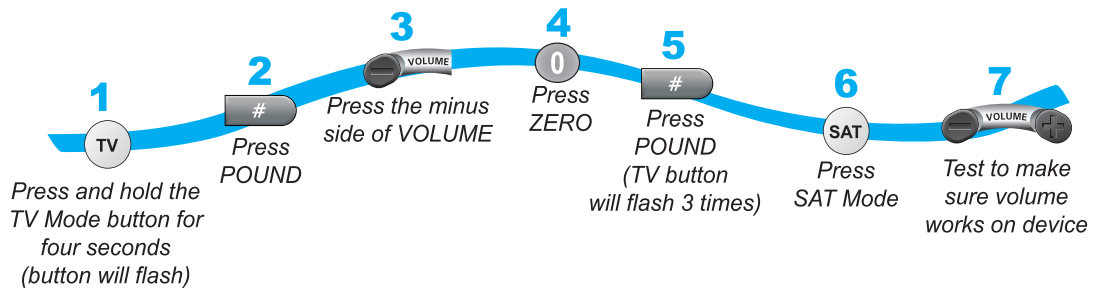 1
TV
Press and hold the
TV Mode button for
four seconds
(button will flash)
2
#
Press
POUND
3
VOLUME
Press the minus
side of VOLUME
4
0
Press
ZERO
5
#
Press
POUND
(TV button
will flash 3 times)
6
SAT
Press
SAT Mode
7
VOLUME
Test to make
sure volume
works on device